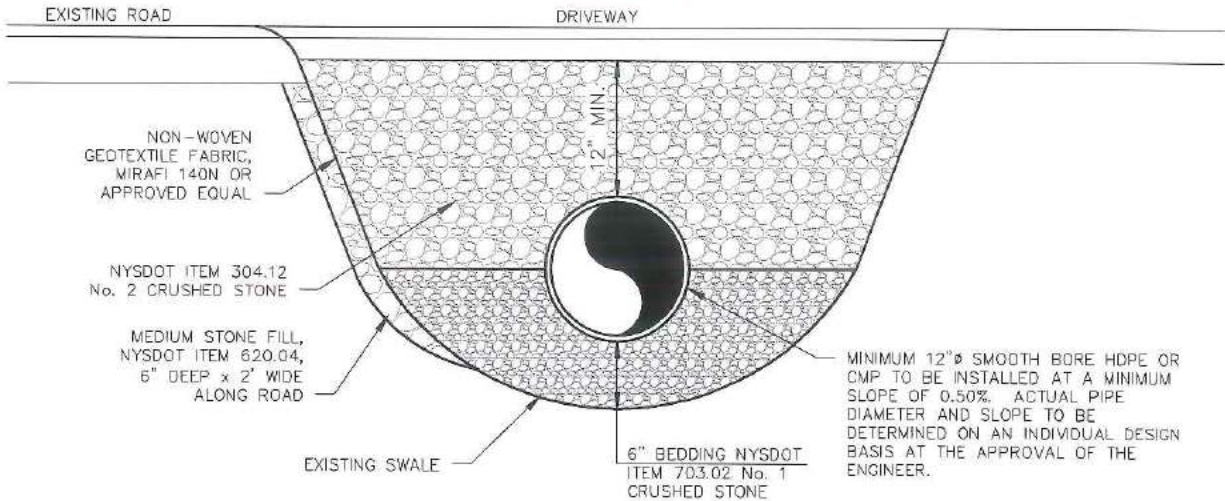 EXISTING ROAD
DRIVEWAY
12" MIN.
NON-WOVEN
GEOTEXTILE FABRIC,
MIRAFI 140N OR
APPROVED EQUAL
NYSDOT ITEM 304.12
No. 2 CRUSHED STONE
MEDIUM STONE FILL,
NYSDOT ITEM 620.04,
6" DEEP x 2' WIDE
ALONG ROAD
EXISTING SWALE
6" BEDDING NYSDOT
ITEM 703.02 No. 1
CRUSHED STONE
MINIMUM 12"ø SMOOTH BORE HDPE OR
CMP TO BE INSTALLED AT A MINIMUM
SLOPE OF 0.50%. ACTUAL PIPE
DIAMETER AND SLOPE TO BE
DETERMINED ON AN INDIVIDUAL DESIGN
BASIS AT THE APPROVAL OF THE
ENGINEER.